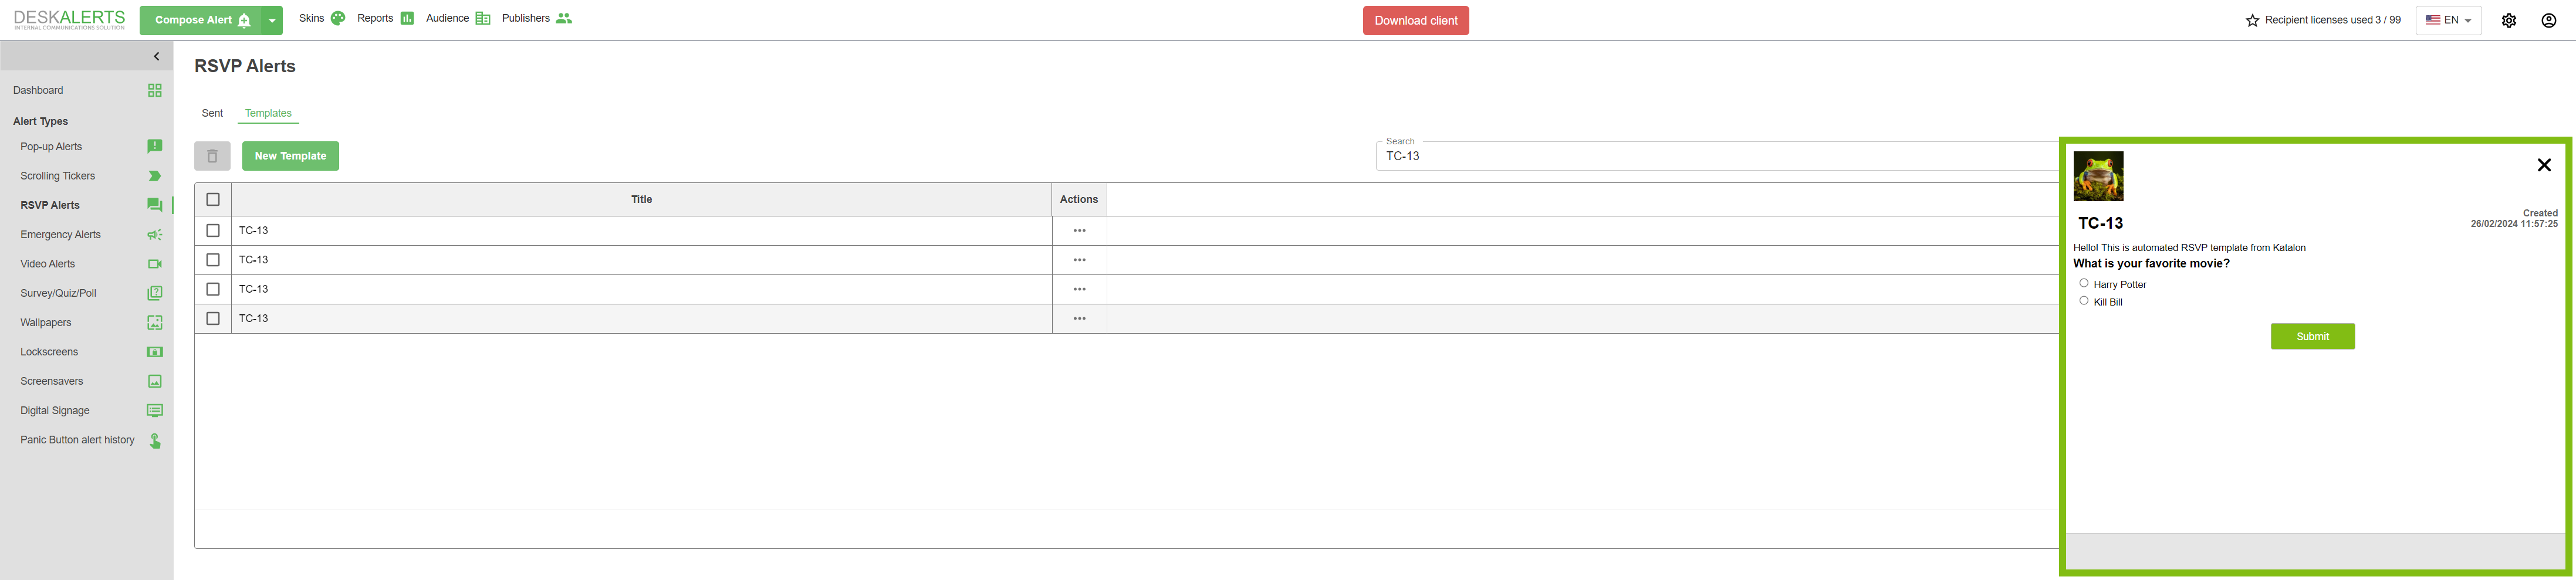 DESKALERTS
INTERNAL COMMUNICATIONS SOLUTION
Compose Alert
Skins
Reports
Audience
Publishers
Download client
Recipient licenses used 3 / 99
EN
Dashboard
Alert Types
Pop-up Alerts
Scrolling Tickers
RSVP Alerts
Emergency Alerts
Video Alerts
Survey/Quiz/Poll
Wallpapers
Lockscreens
Screensavers
Digital Signage
Panic Button alert history
RSVP Alerts
Sent
Templates
New Template
Search
TC-13
Title
Actions
TC-13
TC-13
TC-13
TC-13
TC-13
Created
26/02/2024 11:57:25
Hello! This is automated RSVP template from Katalon
What is your favorite movie?
Harry Potter
Kill Bill
Submit